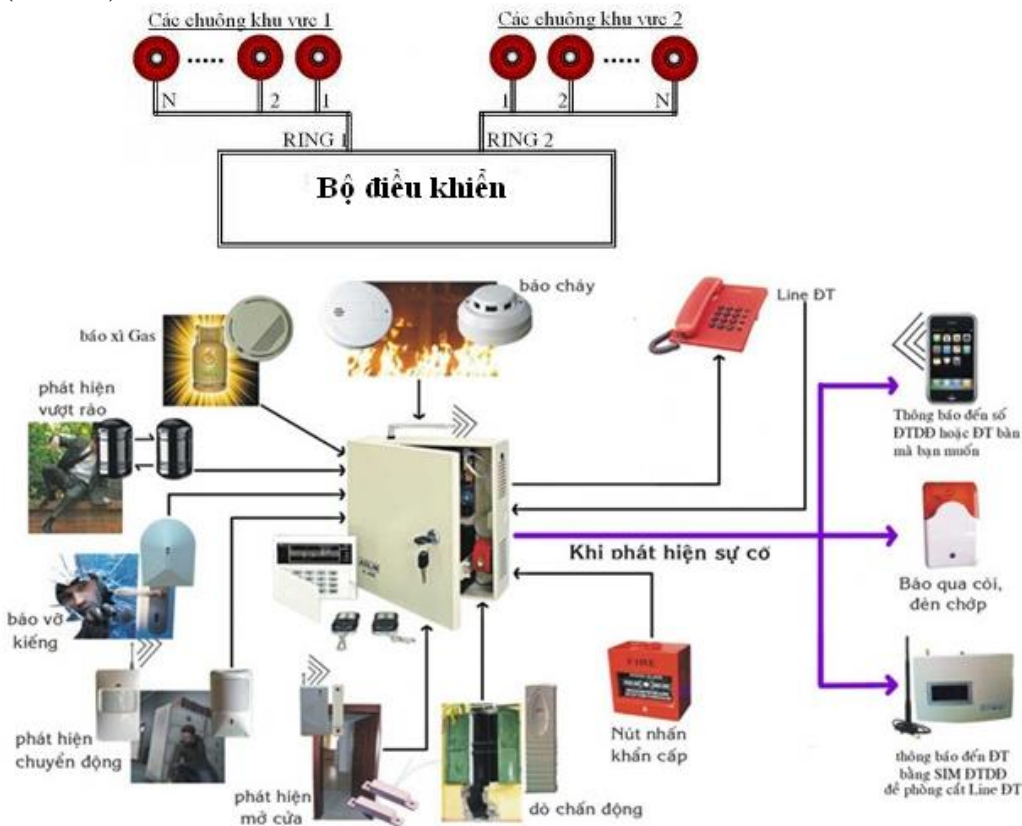 Các chuông khu vực 1
Các chuông khu vực 2
N
2
1
1
2
N
RING 1
RING 2
Bộ điều khiển
báo cháy
Line ĐT
báo xì Gas
phát hiện
vượt rào
Thông báo đến số
ĐTDĐ hoặc ĐT bàn
mà bạn muốn
Khi phát hiện sự cố
Báo qua còi,
đèn chớp
báo vỡ
kiếng
FIRE
Nút nhấn
khẩn cấp
phát hiện
chuyển động
phát hiện
mở cửa
dò chấn động
thông báo đến ĐT
bằng SIM ĐTDĐ
đề phòng cắt Line ĐT